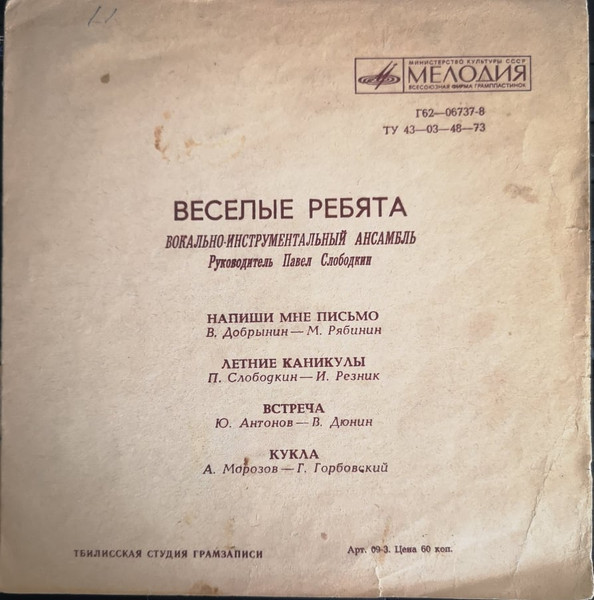 МИНИСТЕРСТВО КУЛЬТУРЫ СССР
МЕЛОДИЯ
ВСЕСОЮЗНАЯ ФИРМА ГРАМПЛАСТИНОК
Г62—06737-8
ТУ 43—03—48—73
ВЕСЕЛЫЕ РЕБЯТА
ВОКАЛЬНО-ИНСТРУМЕНТАЛЬНЫЙ АНСАМБЛЬ
Руководитель Павел Слободкин
НАПИШИ МНЕ ПИСЬМО
В. Добрынин — М. Рябинин
ЛЕТНИЕ КАНИКУЛЫ
П. Слободкин — И. Резник
ВСТРЕЧА
Ю. Антонов — В. Дюнин
КУКЛА
А. Морозов — Г. Горбовский
ТБИЛИССКАЯ СТУДИЯ ГРАМЗАПИСИ
Арт. 09-3. Цена 60 коп.